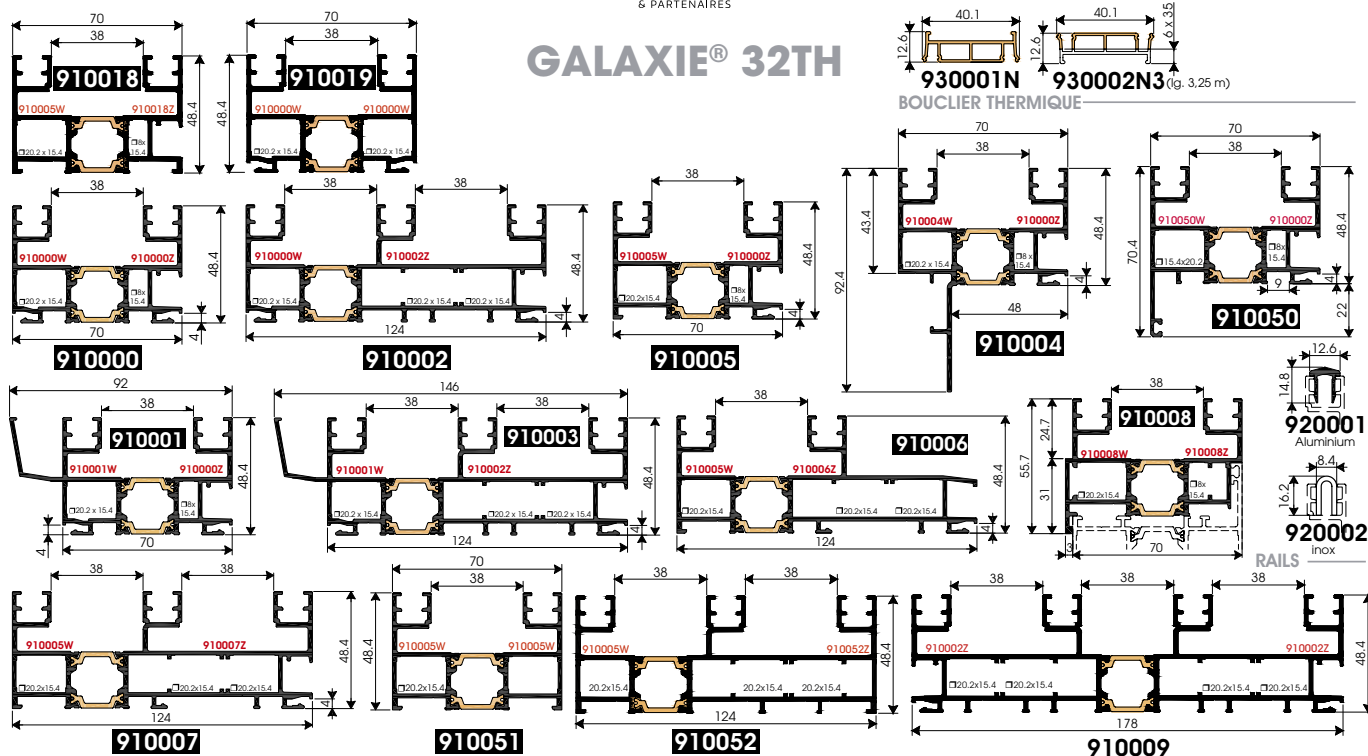 & PARTENAIRES
GALAXIE® 32TH
70
38
910018
910005W 910018Z
20.2 x 15.4
8x
15.4
48.4
70
38
910019
910000W 910000W
20.2 x 15.4 20.2 x 15.4
48.4
40.1
12.6
930001N
40.1
12.6
6 x 35
930002N3 (lg. 3,25 m)
BOUCLIER THERMIQUE
38
910000W 910000Z
20.2 x 15.4
8x
15.4
48.4
4
70
910000
38 38
910000W 910002Z
20.2 x 15.4 20.2 x 15.4 20.2 x 15.4
48.4
4
124
910002
38
910005W 910000Z
20.2x15.4
8x
15.4
48.4
4
70
910005
70
38
43.4
92.4
910004W 910000Z
20.2 x 15.4
8 x
15.4
48.4
4
48
910004
70
38
70.4
910050W 910000Z
15.4x20.2
8x
15.4
48.4
4
9
22
910050
92
38
910001
910001W 910000Z
20.2 x 15.4
8x
15.4
48.4
4
70
146
38 38
910003
910001W 910002Z
20.2 x 15.4 20.2 x 15.4 20.2 x 15.4
48.4
4
124
38
910006
910005W 910006Z
20.2x15.4 20.2x15.4 20.2x15.4
48.4
4
124
38
910008
24.7
55.7
31
910008W 910008Z
20.2x15.4
8x
15.4
3
70
12.6
14.8
920001
Aluminium
8.4
16.2
920002
inox
RAILS
38 38
910005W 910007Z
20.2x15.4 20.2x15.4 20.2x15.4
48.4
4
124
910007
70
38
48.4
910005W 910005W
20.2x15.4 20.2x15.4
910051
38 38
910005W 910052Z
20.2x15.4 20.2x15.4 20.2x15.4
48.4
124
910052
38 38 38
910002Z 910002Z
20.2x15.4 20.2x15.4 20.2x15.4 20.2x15.4
48.4
178
910009